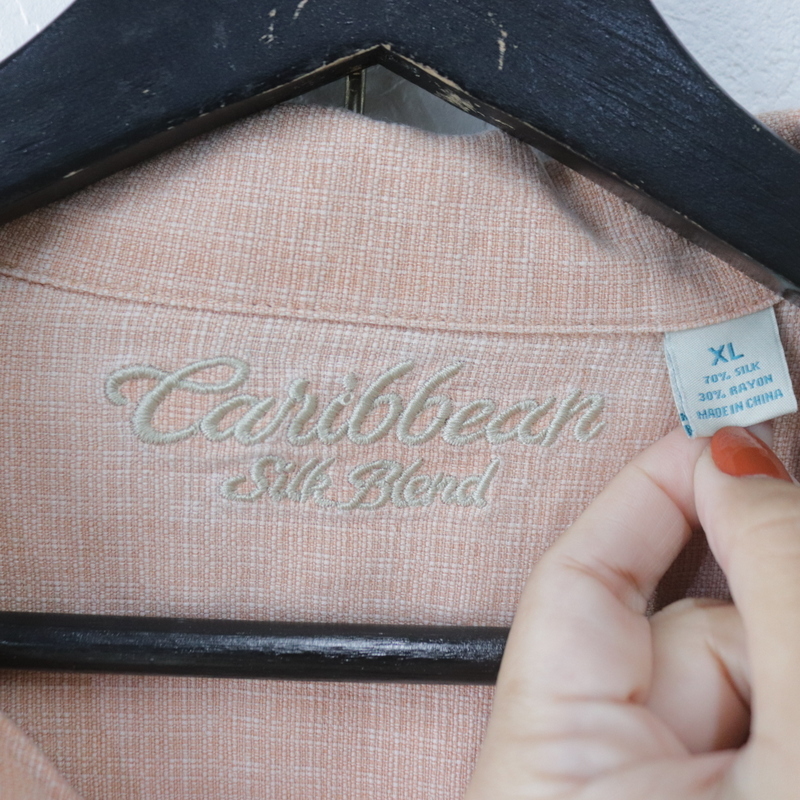 Caribbean
Silk Blend
XL
70% SILK
30% RAYON
MADE IN CHINA